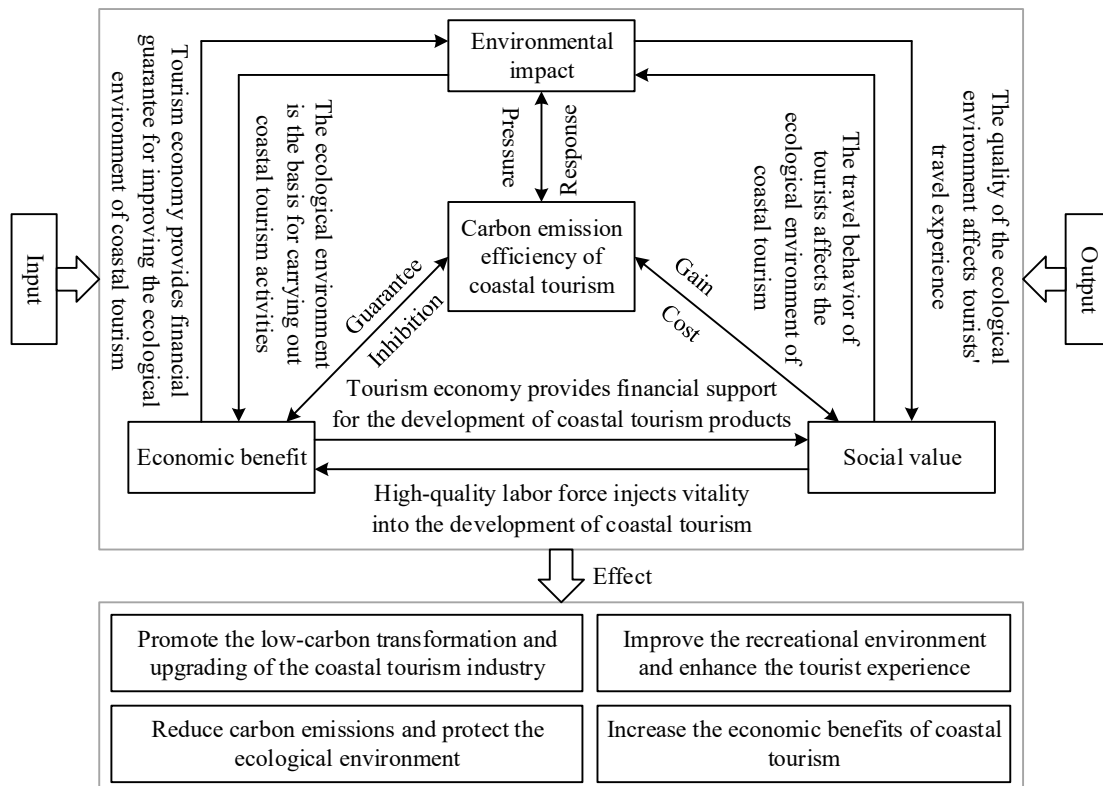 Environmental
impact
Tourism economy provides financial
guarantee for improving the ecological
environment of coastal tourism
The ecological environment
is the basis for carrying out
coastal tourism activities
Pressure
Response
The travel behavior of
tourists affects the
ecological environment of
coastal tourism
The quality of the ecological
environment affects tourists'
travel experience
Input
Output
Carbon emission
efficiency of
coastal tourism
Guarantee
Inhibition
Gain
Cost
Tourism economy provides financial support
for the development of coastal tourism products
Economic benefit
Social value
High-quality labor force injects vitality
into the development of coastal tourism
Effect
Promote the low-carbon transformation and
upgrading of the coastal tourism industry
Improve the recreational environment
and enhance the tourist experience
Reduce carbon emissions and protect the
ecological environment
Increase the economic benefits of coastal
tourism